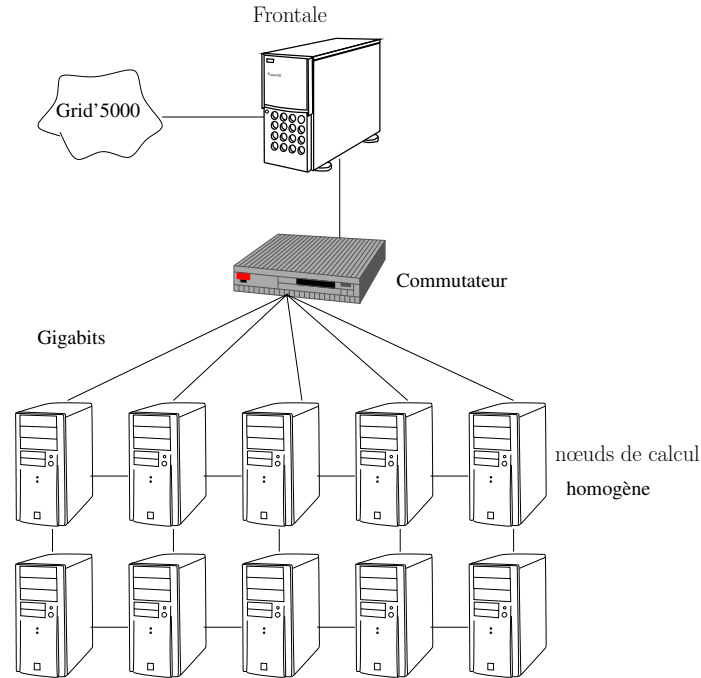 Frontale
Grid'5000
Commutateur
Gigabits
nœuds de calcul
homogène